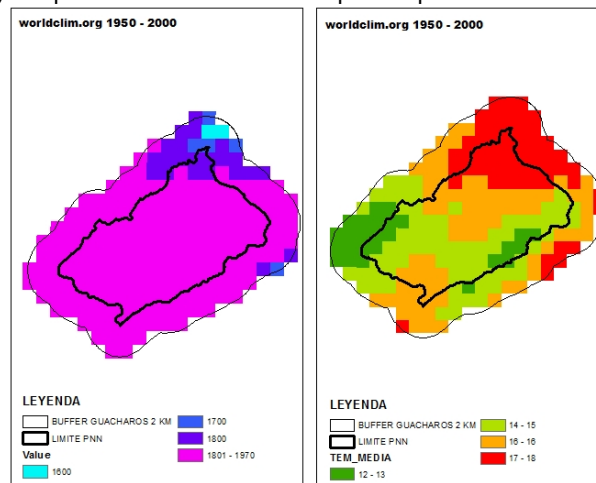 worldclim.org 1950 - 2000
LEYENDA
BUFFER GUACHAROS 2 KM
LIMITE PNN
Value
1600
1700
1800
1801 - 1970
worldclim.org 1950 - 2000
LEYENDA
BUFFER GUACHAROS 2 KM
LIMITE PNN
TEM_MEDIA
12 - 13
14 - 15
16 - 16
17 - 18